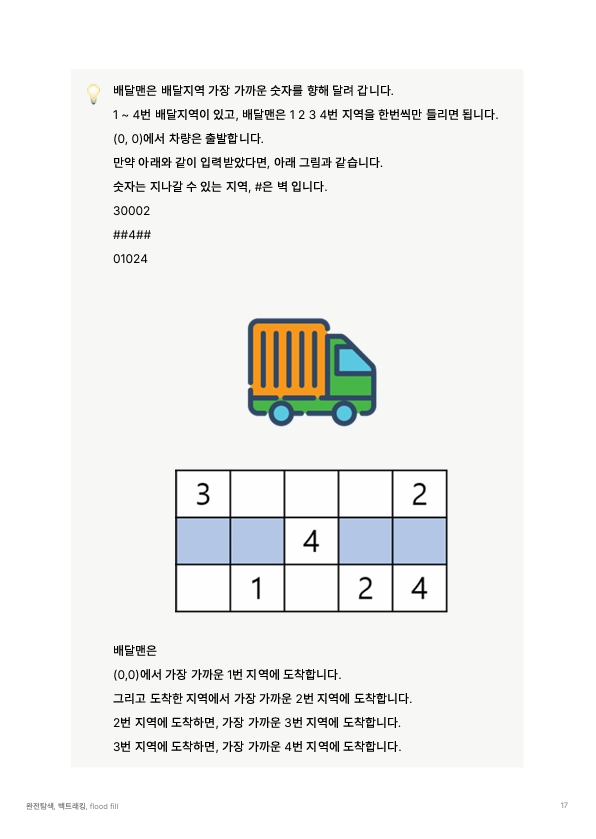 배달맨은 배달지역 가장 가까운 숫자를 향해 달려 갑니다.
1 ~ 4번 배달지역이 있고, 배달맨은 1 2 3 4번 지역을 한번씩만 들리면 됩니다.
(0, 0)에서 차량은 출발합니다.
만약 아래와 같이 입력받았다면, 아래 그림과 같습니다.
숫자는 지나갈 수 있는 지역, #은 벽 입니다.
30002
##4##
01024
3 2
4
1 2 4
배달맨은
(0,0)에서 가장 가까운 1번 지역에 도착합니다.
그리고 도착한 지역에서 가장 가까운 2번 지역에 도착합니다.
2번 지역에 도착하면, 가장 가까운 3번 지역에 도착합니다.
3번 지역에 도착하면, 가장 가까운 4번 지역에 도착합니다.
완전탐색, 백트래킹, flood fill 17